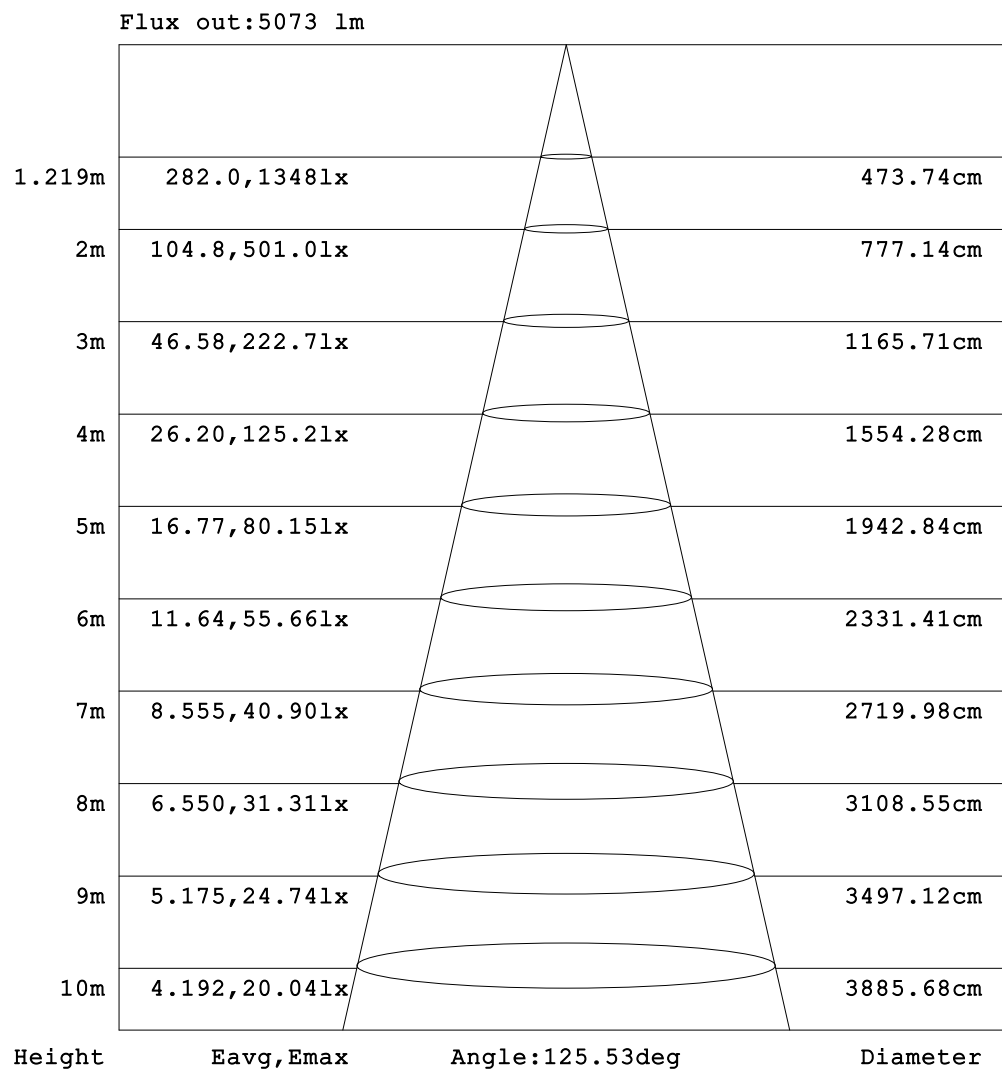 Flux out:5073 lm
1.219m 282.0,1348lx 473.74cm
2m 104.8,501.0lx 777.14cm
3m 46.58,222.7lx 1165.71cm
4m 26.20,125.2lx 1554.28cm
5m 16.77,80.15lx 1942.84cm
6m 11.64,55.66lx 2331.41cm
7m 8.555,40.90lx 2719.98cm
8m 6.550,31.31lx 3108.55cm
9m 5.175,24.74lx 3497.12cm
10m 4.192,20.04lx 3885.68cm
Height Eavg,Emax Angle:125.53deg Diameter